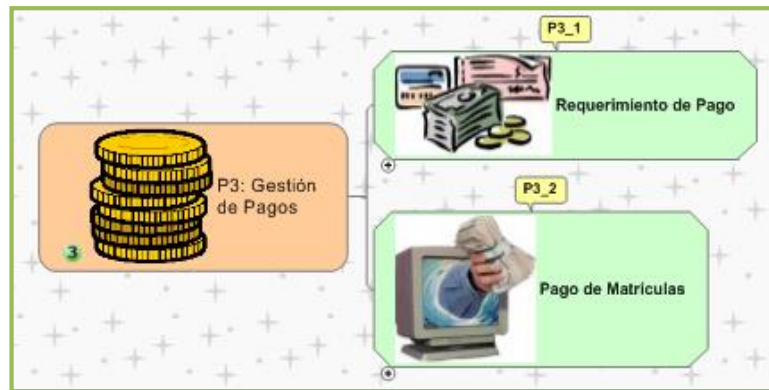 P3_1
Requerimiento de Pago
P3: Gestión
de Pagos
3
P3_2
Pago de Matrículas